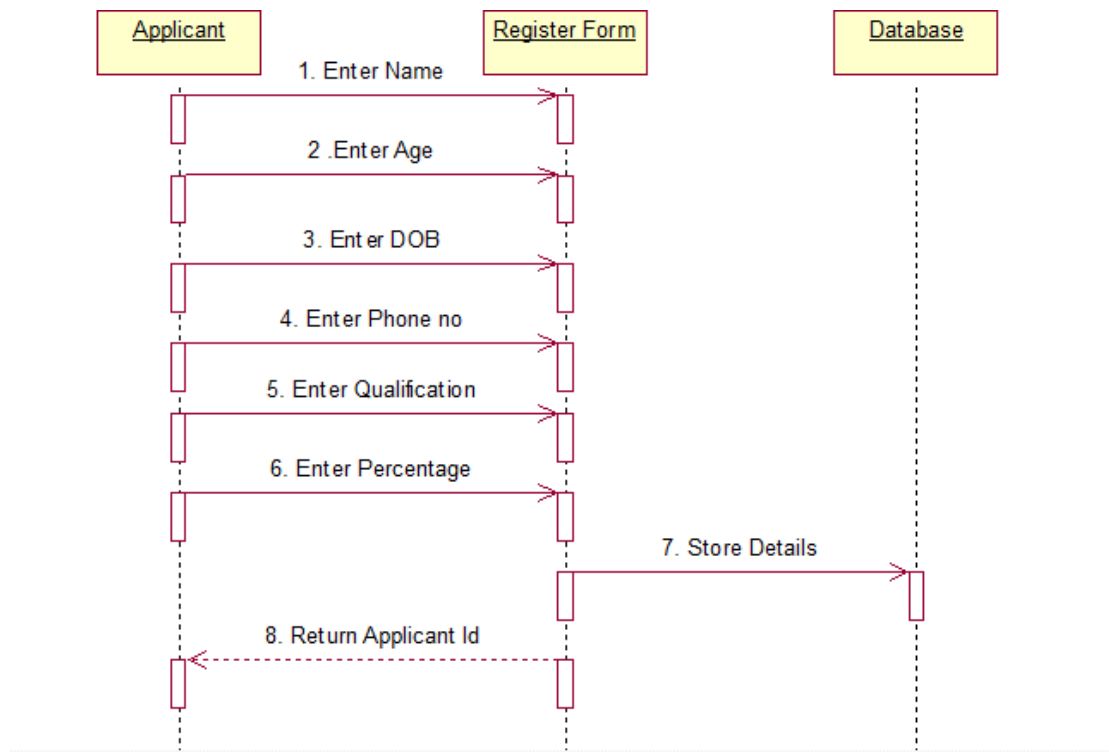 Applicant
Register Form
Database
1. Enter Name
2 .Enter Age
3. Enter DOB
4. Enter Phone no
5. Enter Qualification
6. Enter Percentage
7. Store Details
8. Return Applicant Id